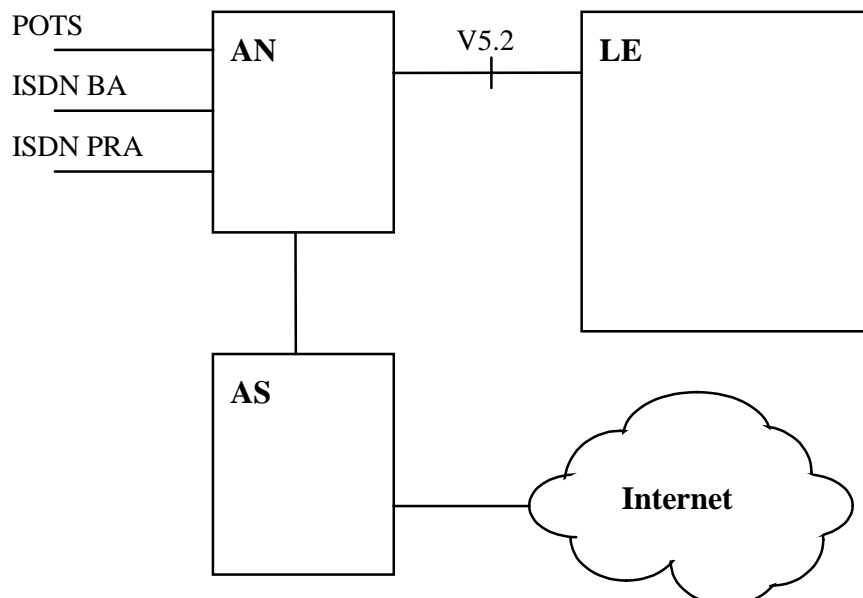 POTS
AN
V5.2
LE
ISDN BA
ISDN PRA
AS
Internet